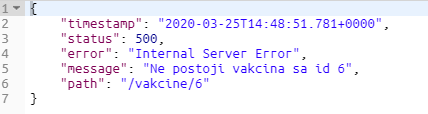 1 {
2 "timestamp": "2020-03-25T14:48:51.781+0000",
3 "status": 500,
4 "error": "Internal Server Error",
5 "message": "Ne postoji vakcina sa id 6",
6 "path": "/vakcine/6"
7 }